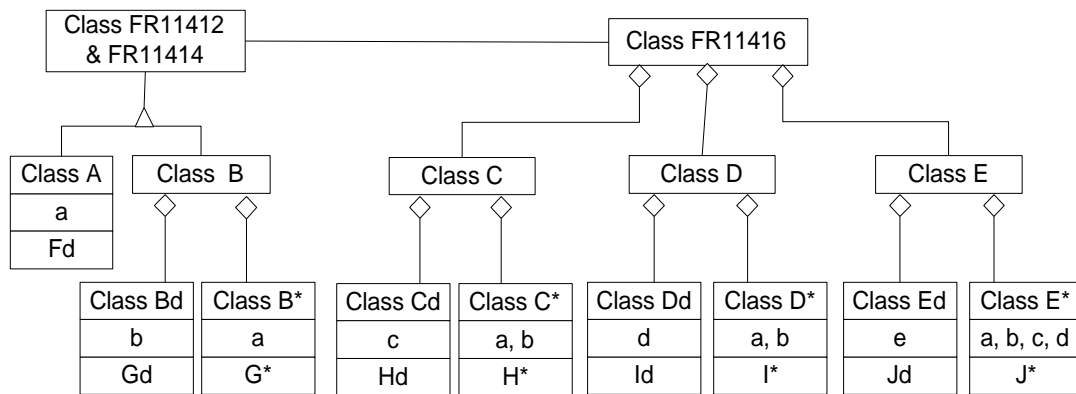 Class FR11412
& FR11414
Class FR11416
Class A
a
Fd
Class B
Class C
Class D
Class E
Class Bd
b
Gd
Class B*
a
G*
Class Cd
c
Hd
Class C*
a, b
H*
Class Dd
d
Id
Class D*
a, b
I*
Class Ed
e
Jd
Class E*
a, b, c, d
J*